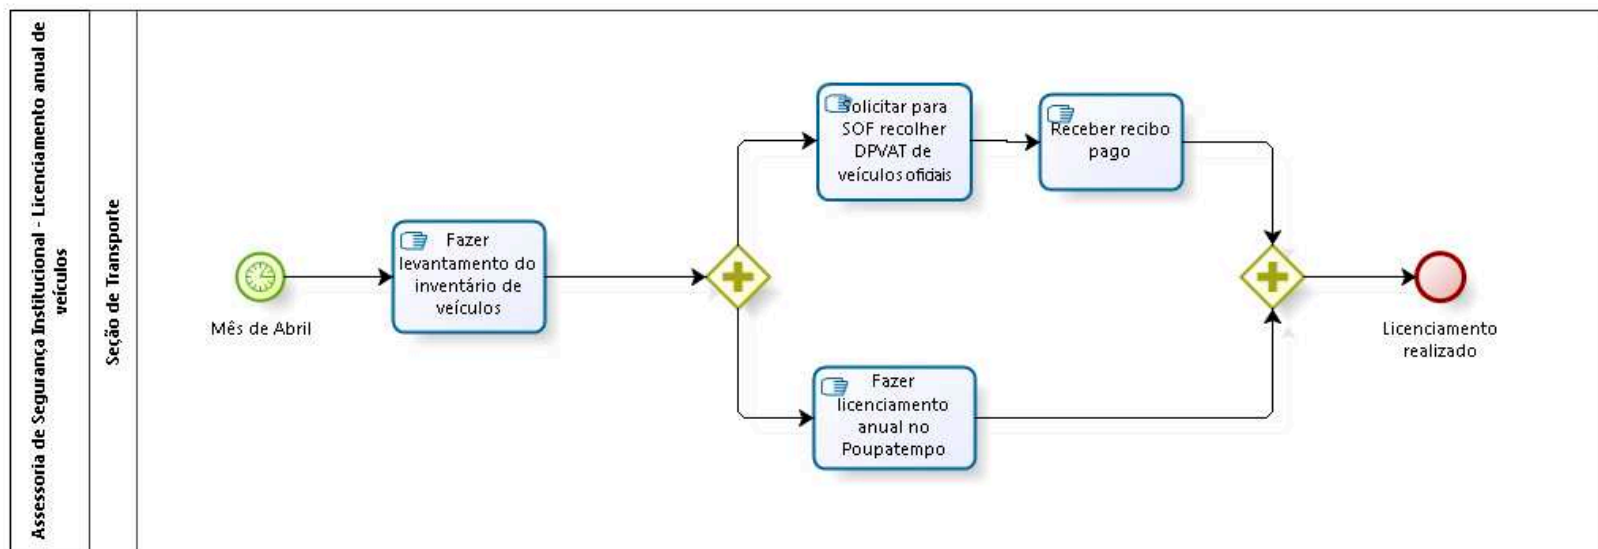 Assessoria de Segurança Institucional - Licenciamento anual de
veículos
Seção de Transporte
Mês de Abril
Fazer
levantamento do
inventário de
veículos
Solicitar para
SOF recolher
DPVAT de
veículos oficiais
Receber recibo
pago
Fazer
licenciamento
anual no
Poupatempo
Licenciamento
realizado